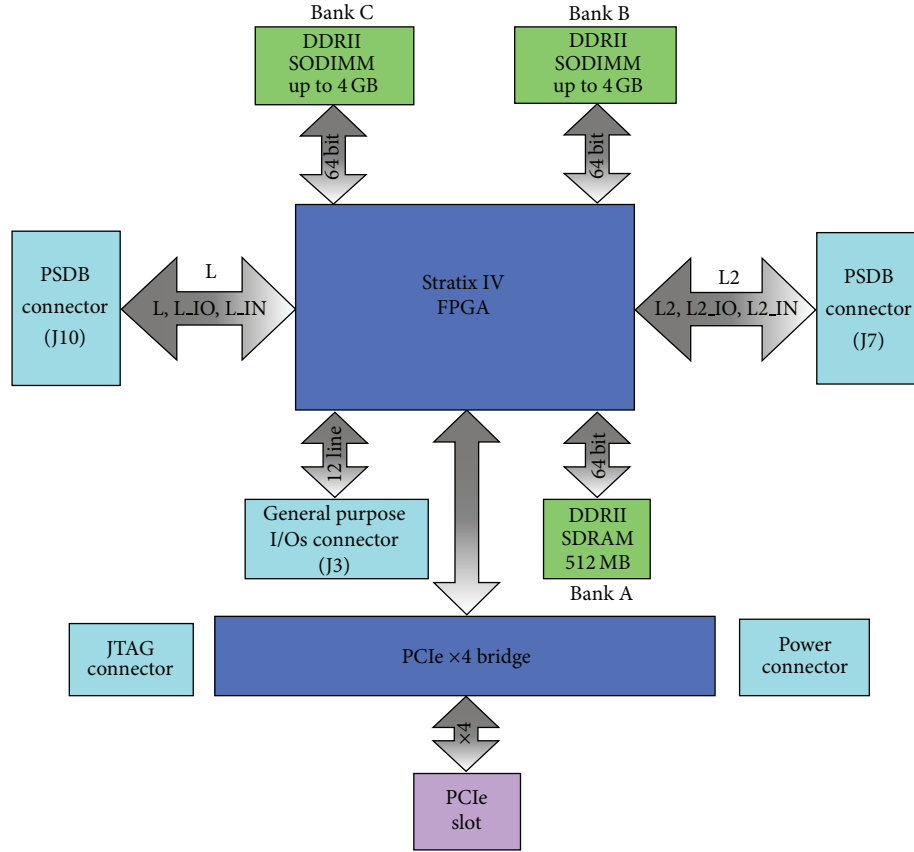 Bank C
DDRII
SODIMM
up to 4 GB
Bank B
DDRII
SODIMM
up to 4 GB
64 bit
64 bit
PSDB
connector
(J10)
L
L, L_IO, L_IN
Stratix IV
FPGA
L2
L2, L2_IO, L2_IN
PSDB
connector
(J7)
12 line
64 bit
General purpose
I/Os connector
(J3)
DDRII
SDRAM
512 MB
Bank A
JTAG
connector
PCIe ×4 bridge
Power
connector
×4
PCIe
slot